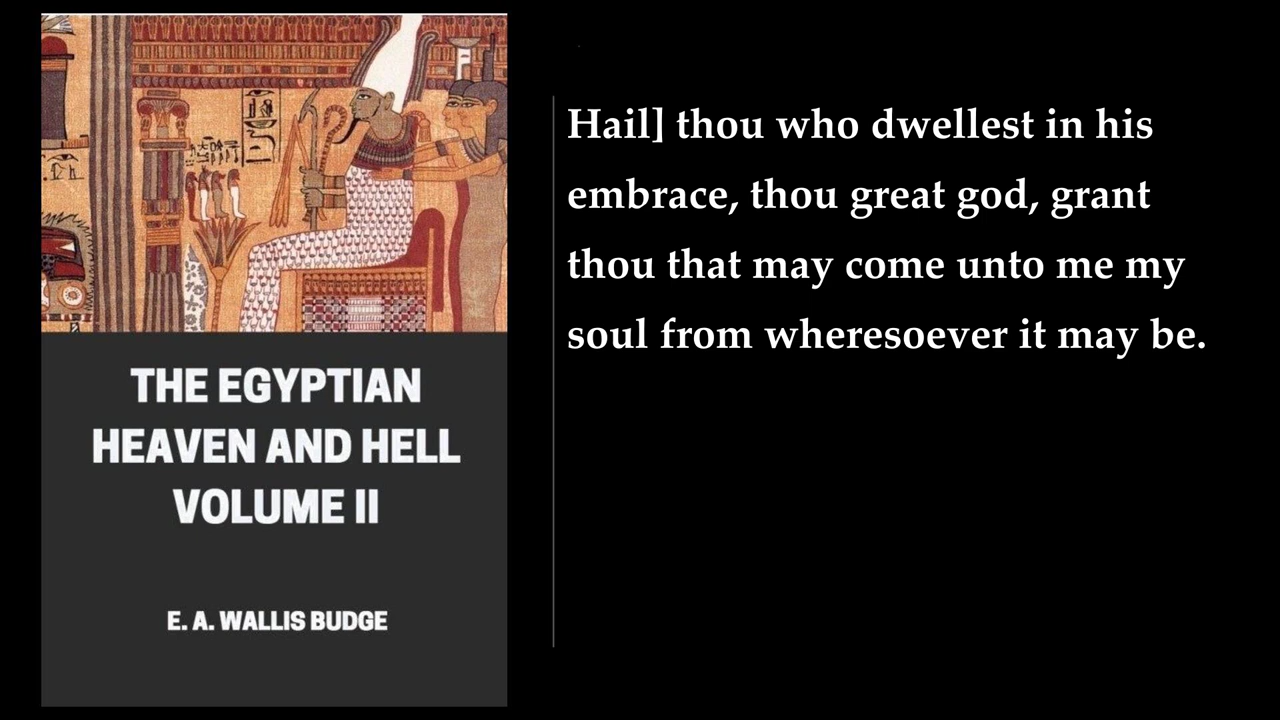 THE EGYPTIAN
HEAVEN AND HELL
VOLUME II
E. A. WALLIS BUDGE
Hail] thou who dwellest in his
embrace, thou great god, grant
thou that may come unto me my
soul from wheresoever it may be.